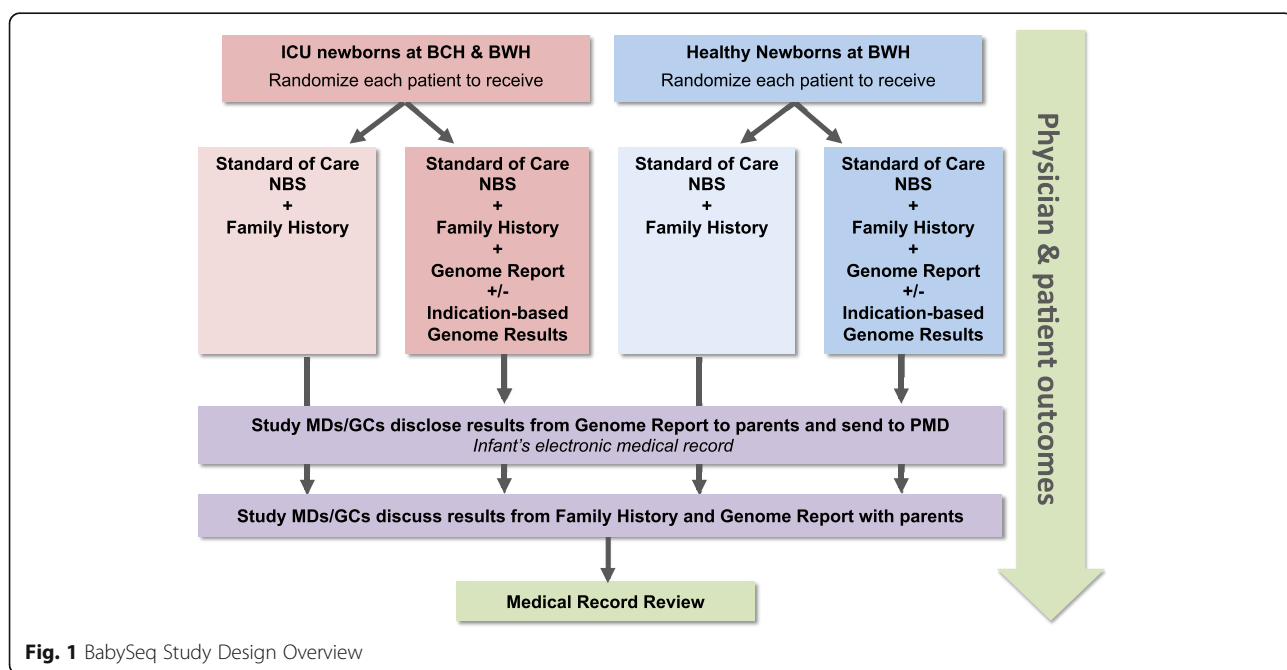 ICU newborns at BCH & BWH
Randomize each patient to receive
Healthy Newborns at BWH
Randomize each patient to receive
Standard of Care
NBS
+
Family History
Standard of Care
NBS
+
Family History
+
Genome Report
+/-
Indication-based
Genome Results
Standard of Care
NBS
+
Family History
Standard of Care
NBS
+
Family History
+
Genome Report
+/-
Indication-based
Genome Results
Study MDs/GCs disclose results from Genome Report to parents and send to PMD
Infant's electronic medical record
Study MDs/GCs discuss results from Family History and Genome Report with parents
Medical Record Review
Physician & patient outcomes
Fig. 1 BabySeq Study Design Overview